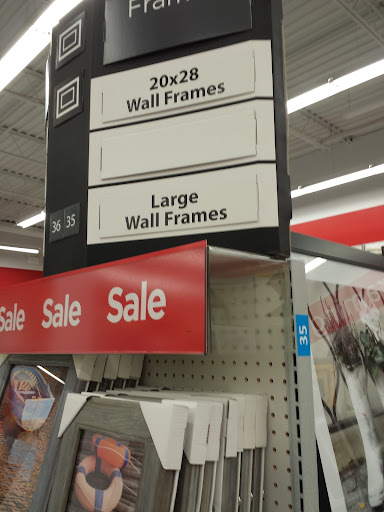 20x28
Wall Frames
Large
Wall Frames
36 35
Sale Sale Sale
35